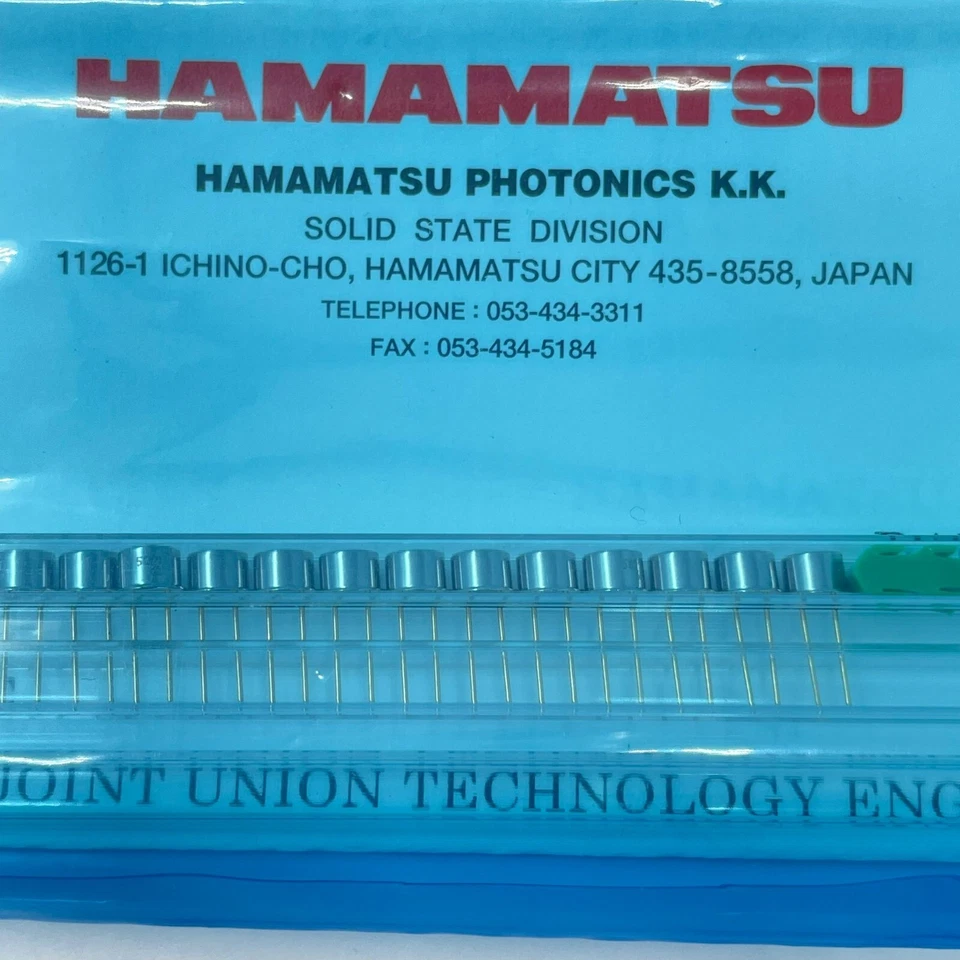 HAMAMATSU
HAMAMATSU PHOTONICS K.K.
SOLID STATE DIVISION
1126-1 ICHINO-CHO, HAMAMATSU CITY 435-8558, JAPAN
TELEPHONE : 053-434-3311
FAX : 053-434-5184
JOINT UNION TECHNOLOGY ENG